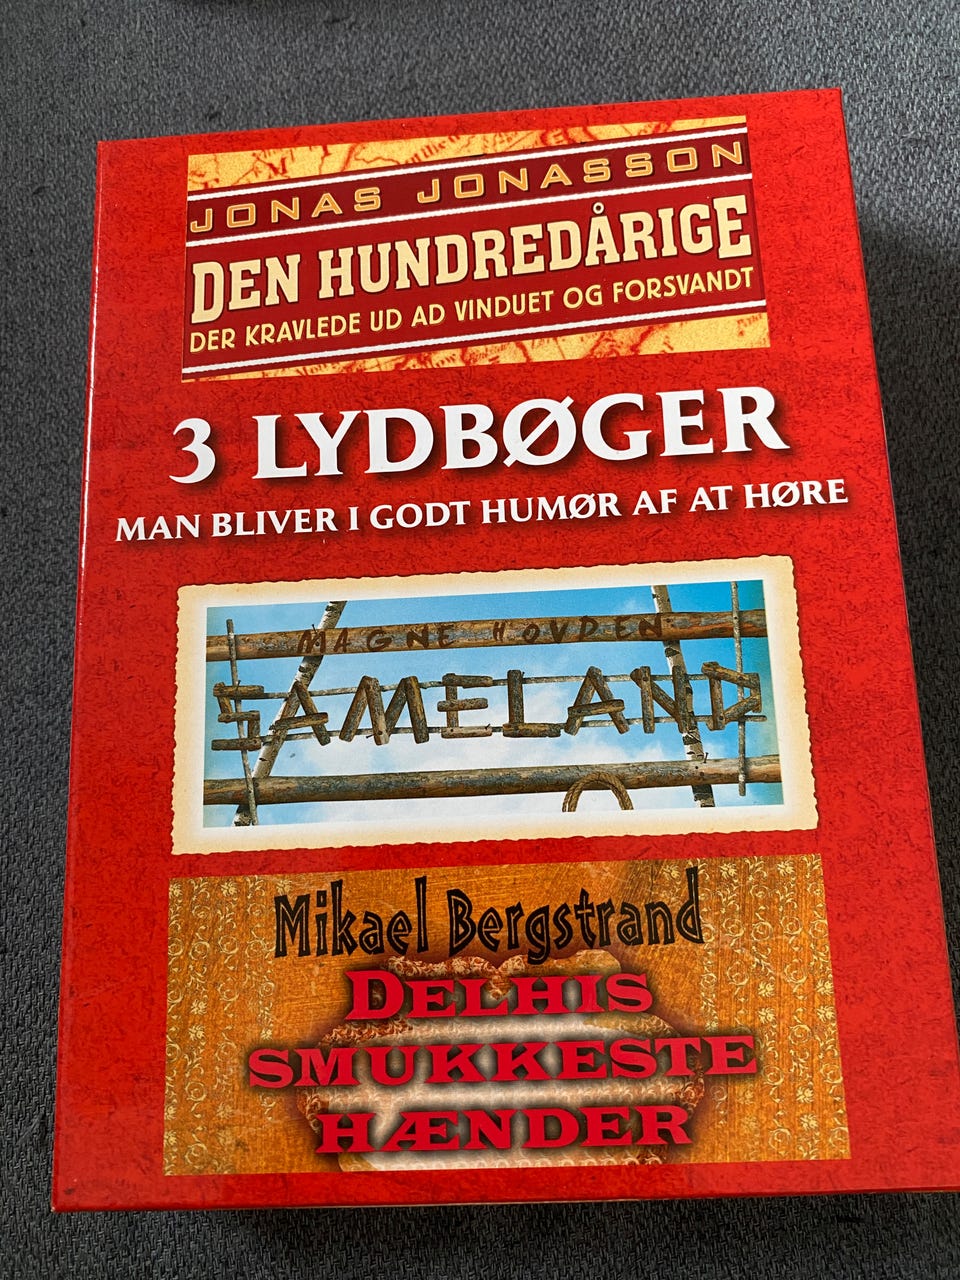 JONAS JONASSON
DEN HUNDREDÅRIGE
DER KRAVLEDE UD AD VINDUET OG FORSVANDT
3 LYDBØGER
MAN BLIVER I GODT HUMØR AF AT HØRE
MAGNE HOVDEN
SAMELAND
Mikael Bergstrand
DELHIS
SMUKKESTE
HÆNDER